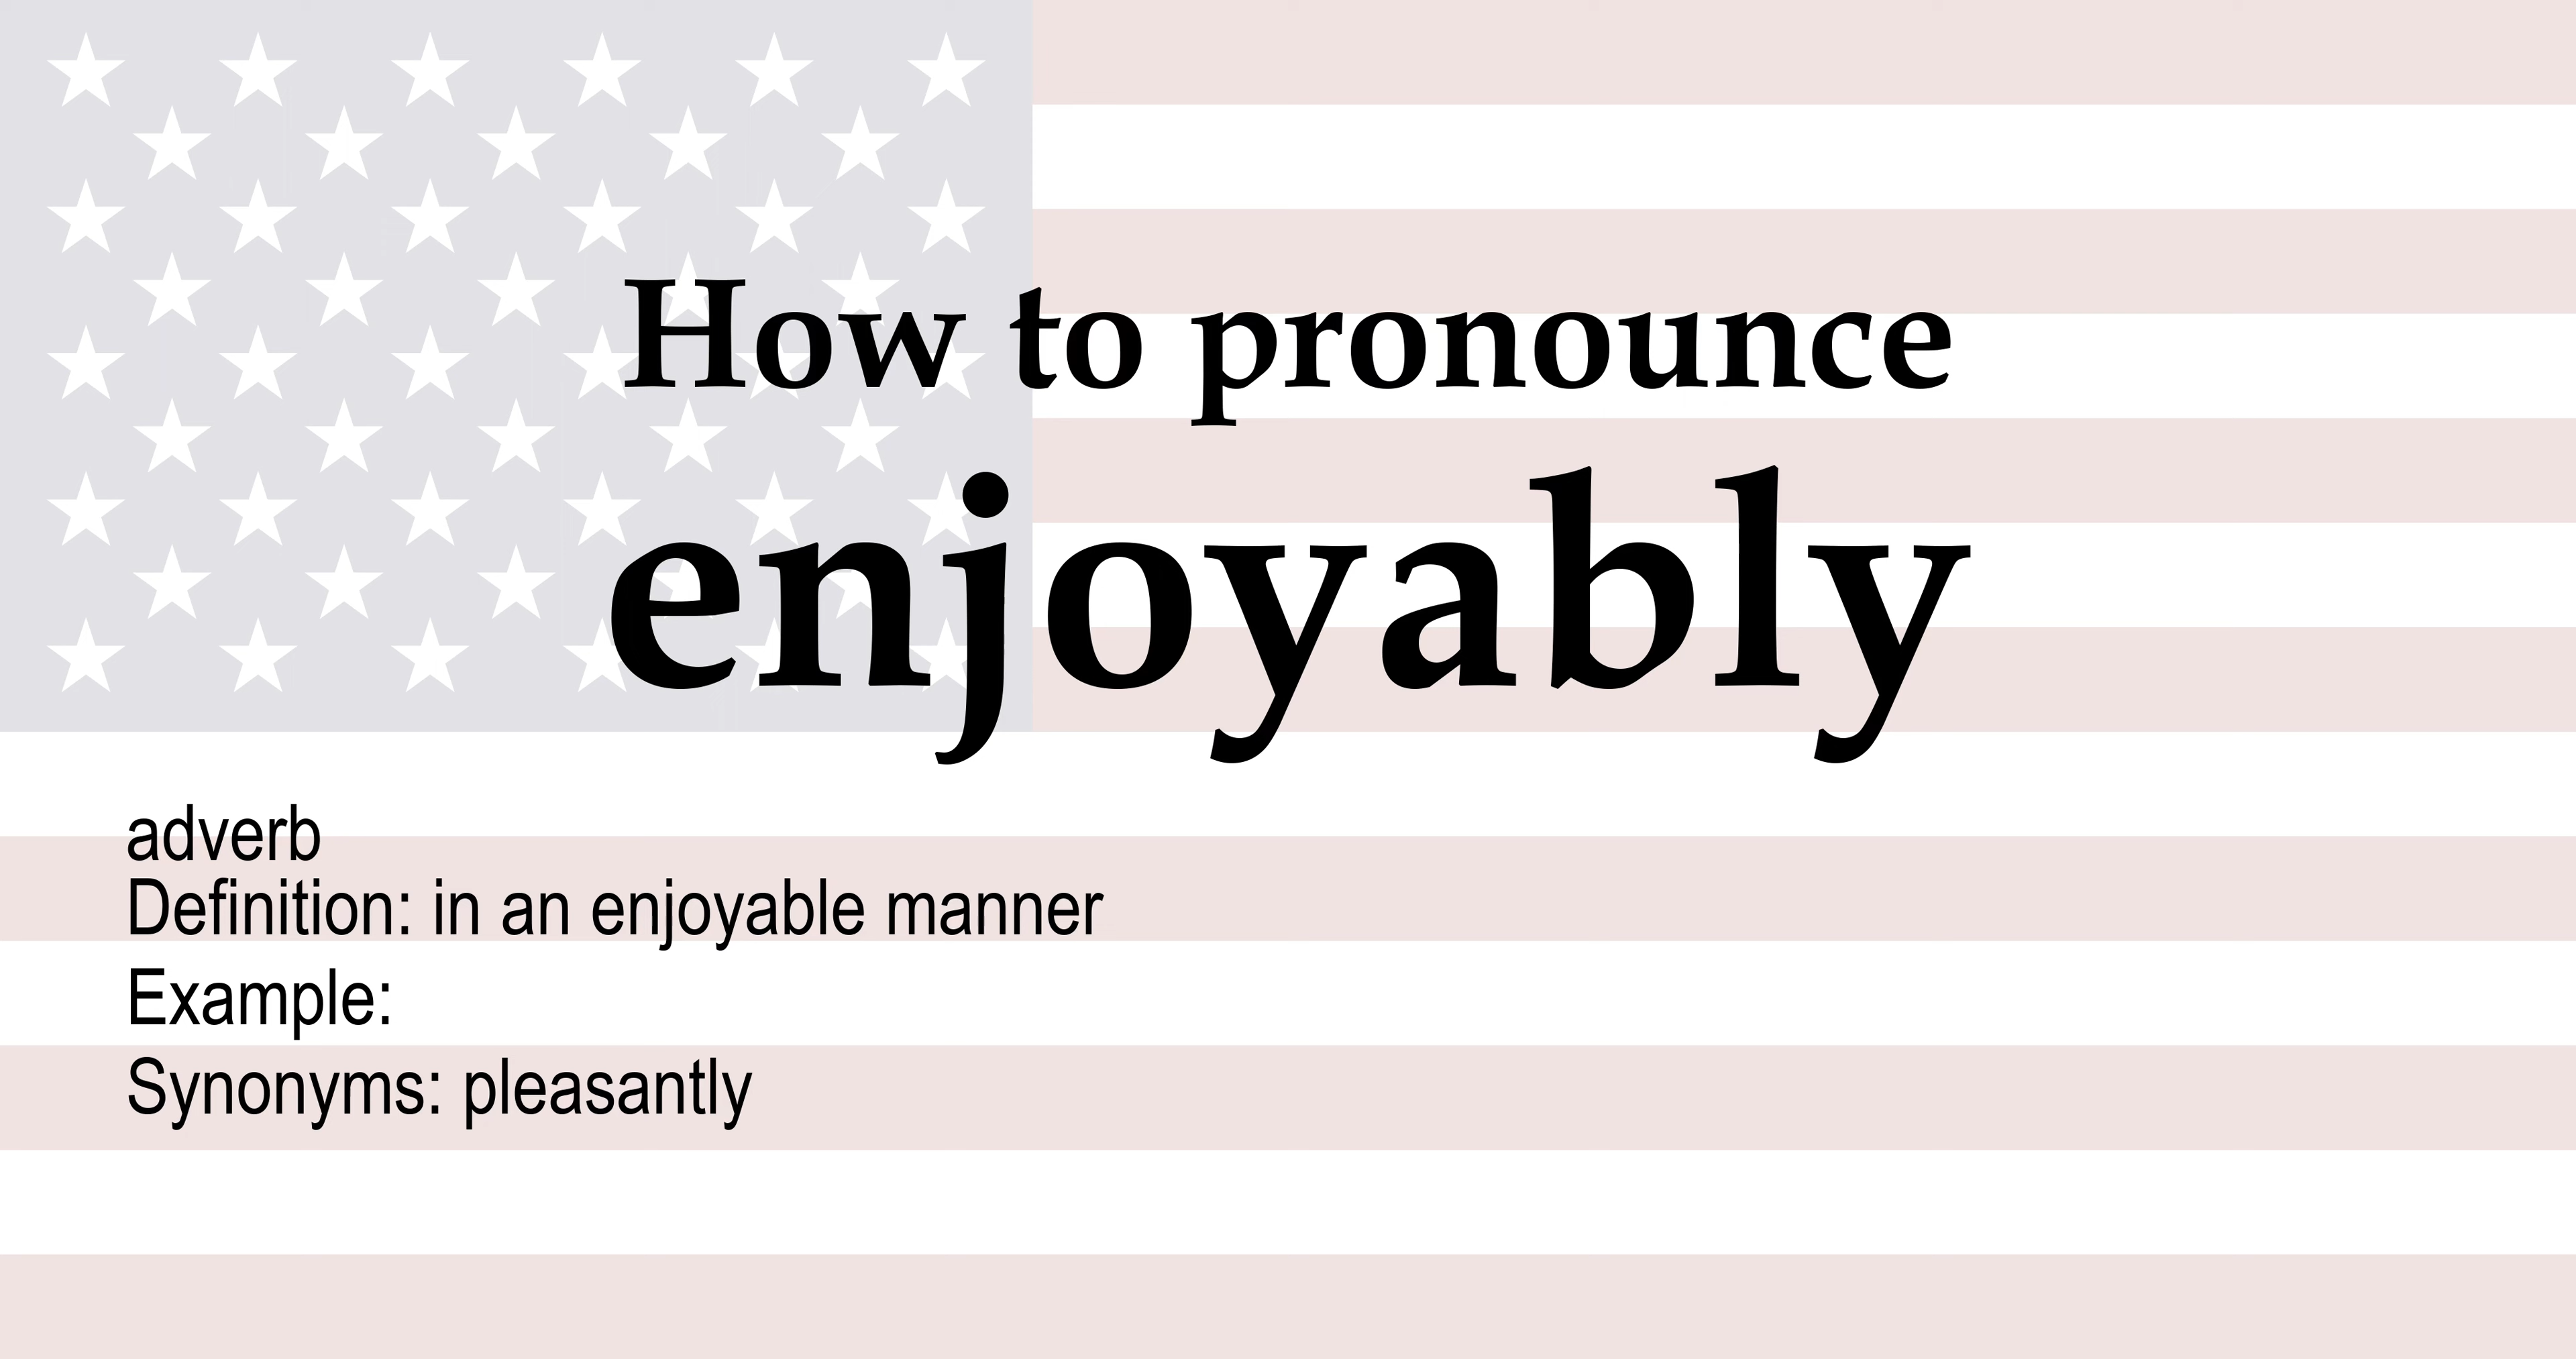 How to pronounce
enjoyably
adverb
Definition: in an enjoyable manner
Example:
Synonyms: pleasantly